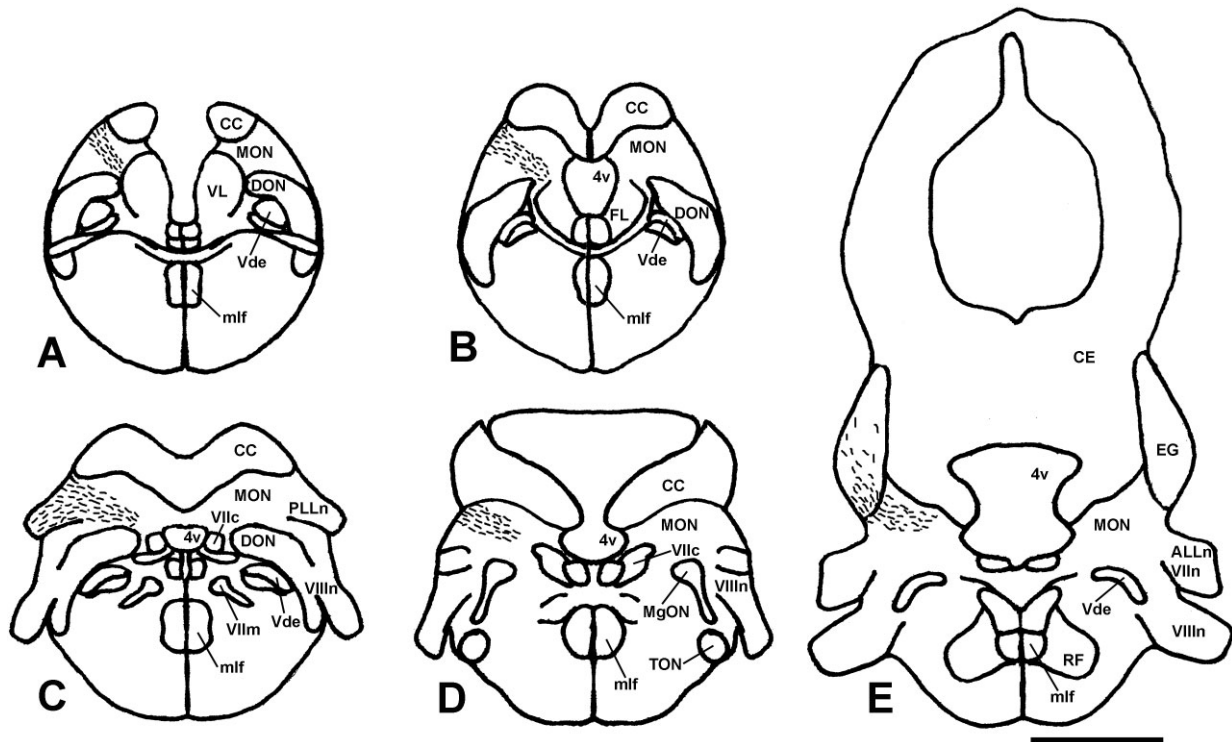 CC
MON
VL
DON
Vde
mlf
A
CC
MON
4v
FL
DON
Vde
mlf
B
CC
MON
PLLn
VIIc
4v
DON
VIIIn
Vde
VIIm
mlf
C
CC
MON
4v
VIIc
VIIIn
MgON
TON
mlf
D
CE
EG
4v
MON
ALLn
VIIn
Vde
VIIIn
RF
mlf
E